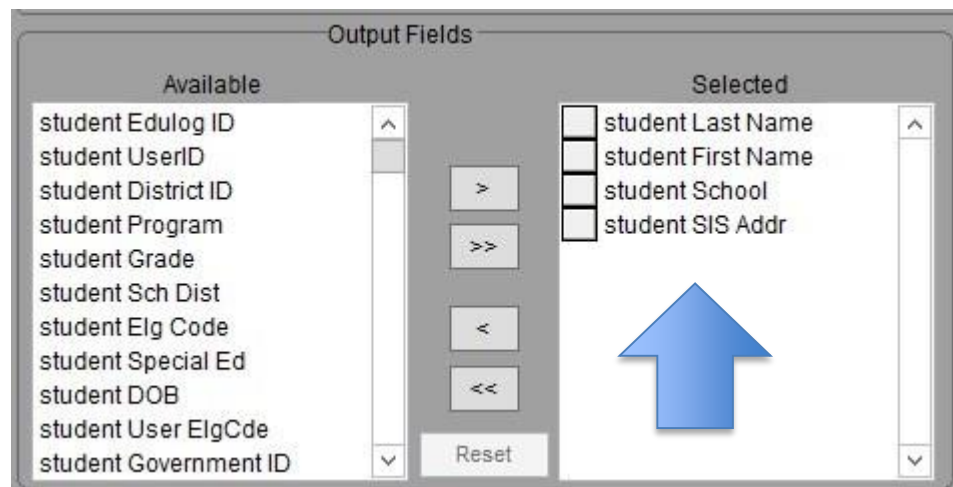 Output Fields
Available
student Edulog ID
student UserID
student District ID
student Program
student Grade
student Sch Dist
student Elg Code
student Special Ed
student DOB
student User ElgCde
student Government ID
>
>>
<
<<
Reset
Selected
student Last Name
student First Name
student School
student SIS Addr